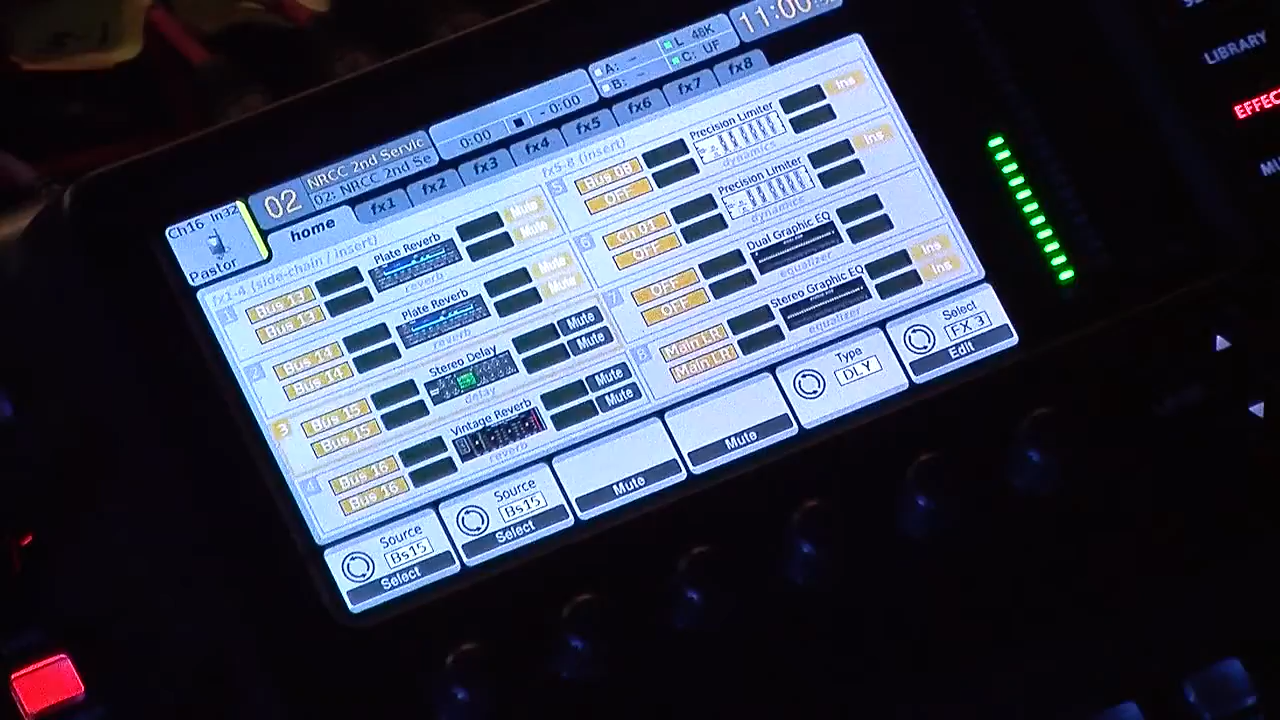 Ch16 In32
Pastor
02
NRCC 2nd Servic
02: NRCC 2nd Se
0:00
- 0:00
A: -
B: -
L 48K
C: UF
11:00
LIBRARY
home
fx1
fx2
fx3
fx4
fx5
fx6
fx7
fx8
fx1-4 (side-chain / insert)
1
Bus 13
Bus 13
Plate Reverb
reverb
Mute
Mute
2
Bus 14
Bus 14
Plate Reverb
reverb
Mute
Mute
3
Bus 15
Bus 15
Stereo Delay
delay
Mute
Mute
4
Bus 16
Bus 16
Vintage Reverb
reverb
Mute
Mute
fx5-8 (insert)
5
Bus 09
OFF
Precision Limiter
dynamics
Ins
6
Ch 01
OFF
Precision Limiter
dynamics
Ins
7
OFF
OFF
Dual Graphic EQ
equalizer
8
Main LR
Main LR
Stereo Graphic EQ
equalizer
Ins
Ins
Source
Bs15
Select
Source
Bs15
Select
Mute
Mute
Type
DLY
Select
FX 3
Edit